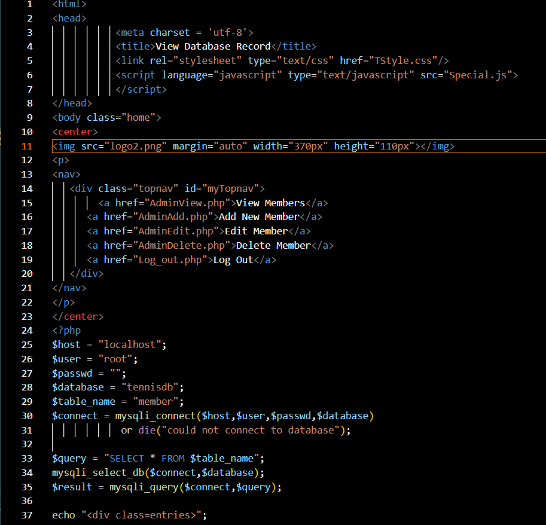 1 <html>
2 <head>
3 <meta charset = 'utf-8'>
4 <title>View Database Record</title>
5 <link rel="stylesheet" type="text/css" href="TStyle.css"/>
6 <script language="javascript" type="text/javascript" src="Special.js">
7 </script>
8 </head>
9 <body class="home">
10 <center>
11 <img src="logo2.png" margin="auto" width="370px" height="110px"></img>
12 <p>
13 <nav>
14 <div class="topnav" id="myTopnav">
15 <a href="AdminView.php">View Members</a>
16 <a href="AdminAdd.php">Add New Member</a>
17 <a href="AdminEdit.php">Edit Member</a>
18 <a href="AdminDelete.php">Delete Member</a>
19 <a href="Log_out.php">Log Out</a>
20 </div>
21 </nav>
22 </p>
23 </center>
24 <?php
25 $host = "localhost";
26 $user = "root";
27 $passwd = "";
28 $database = "tennisdb";
29 $table_name = "member";
30 $connect = mysqli_connect($host,$user,$passwd,$database)
31 or die("could not connect to database");
32
33 $query = "SELECT * FROM $table_name";
34 mysqli_select_db($connect,$database);
35 $result = mysqli_query($connect,$query);
36
37 echo "<div class=entries>";